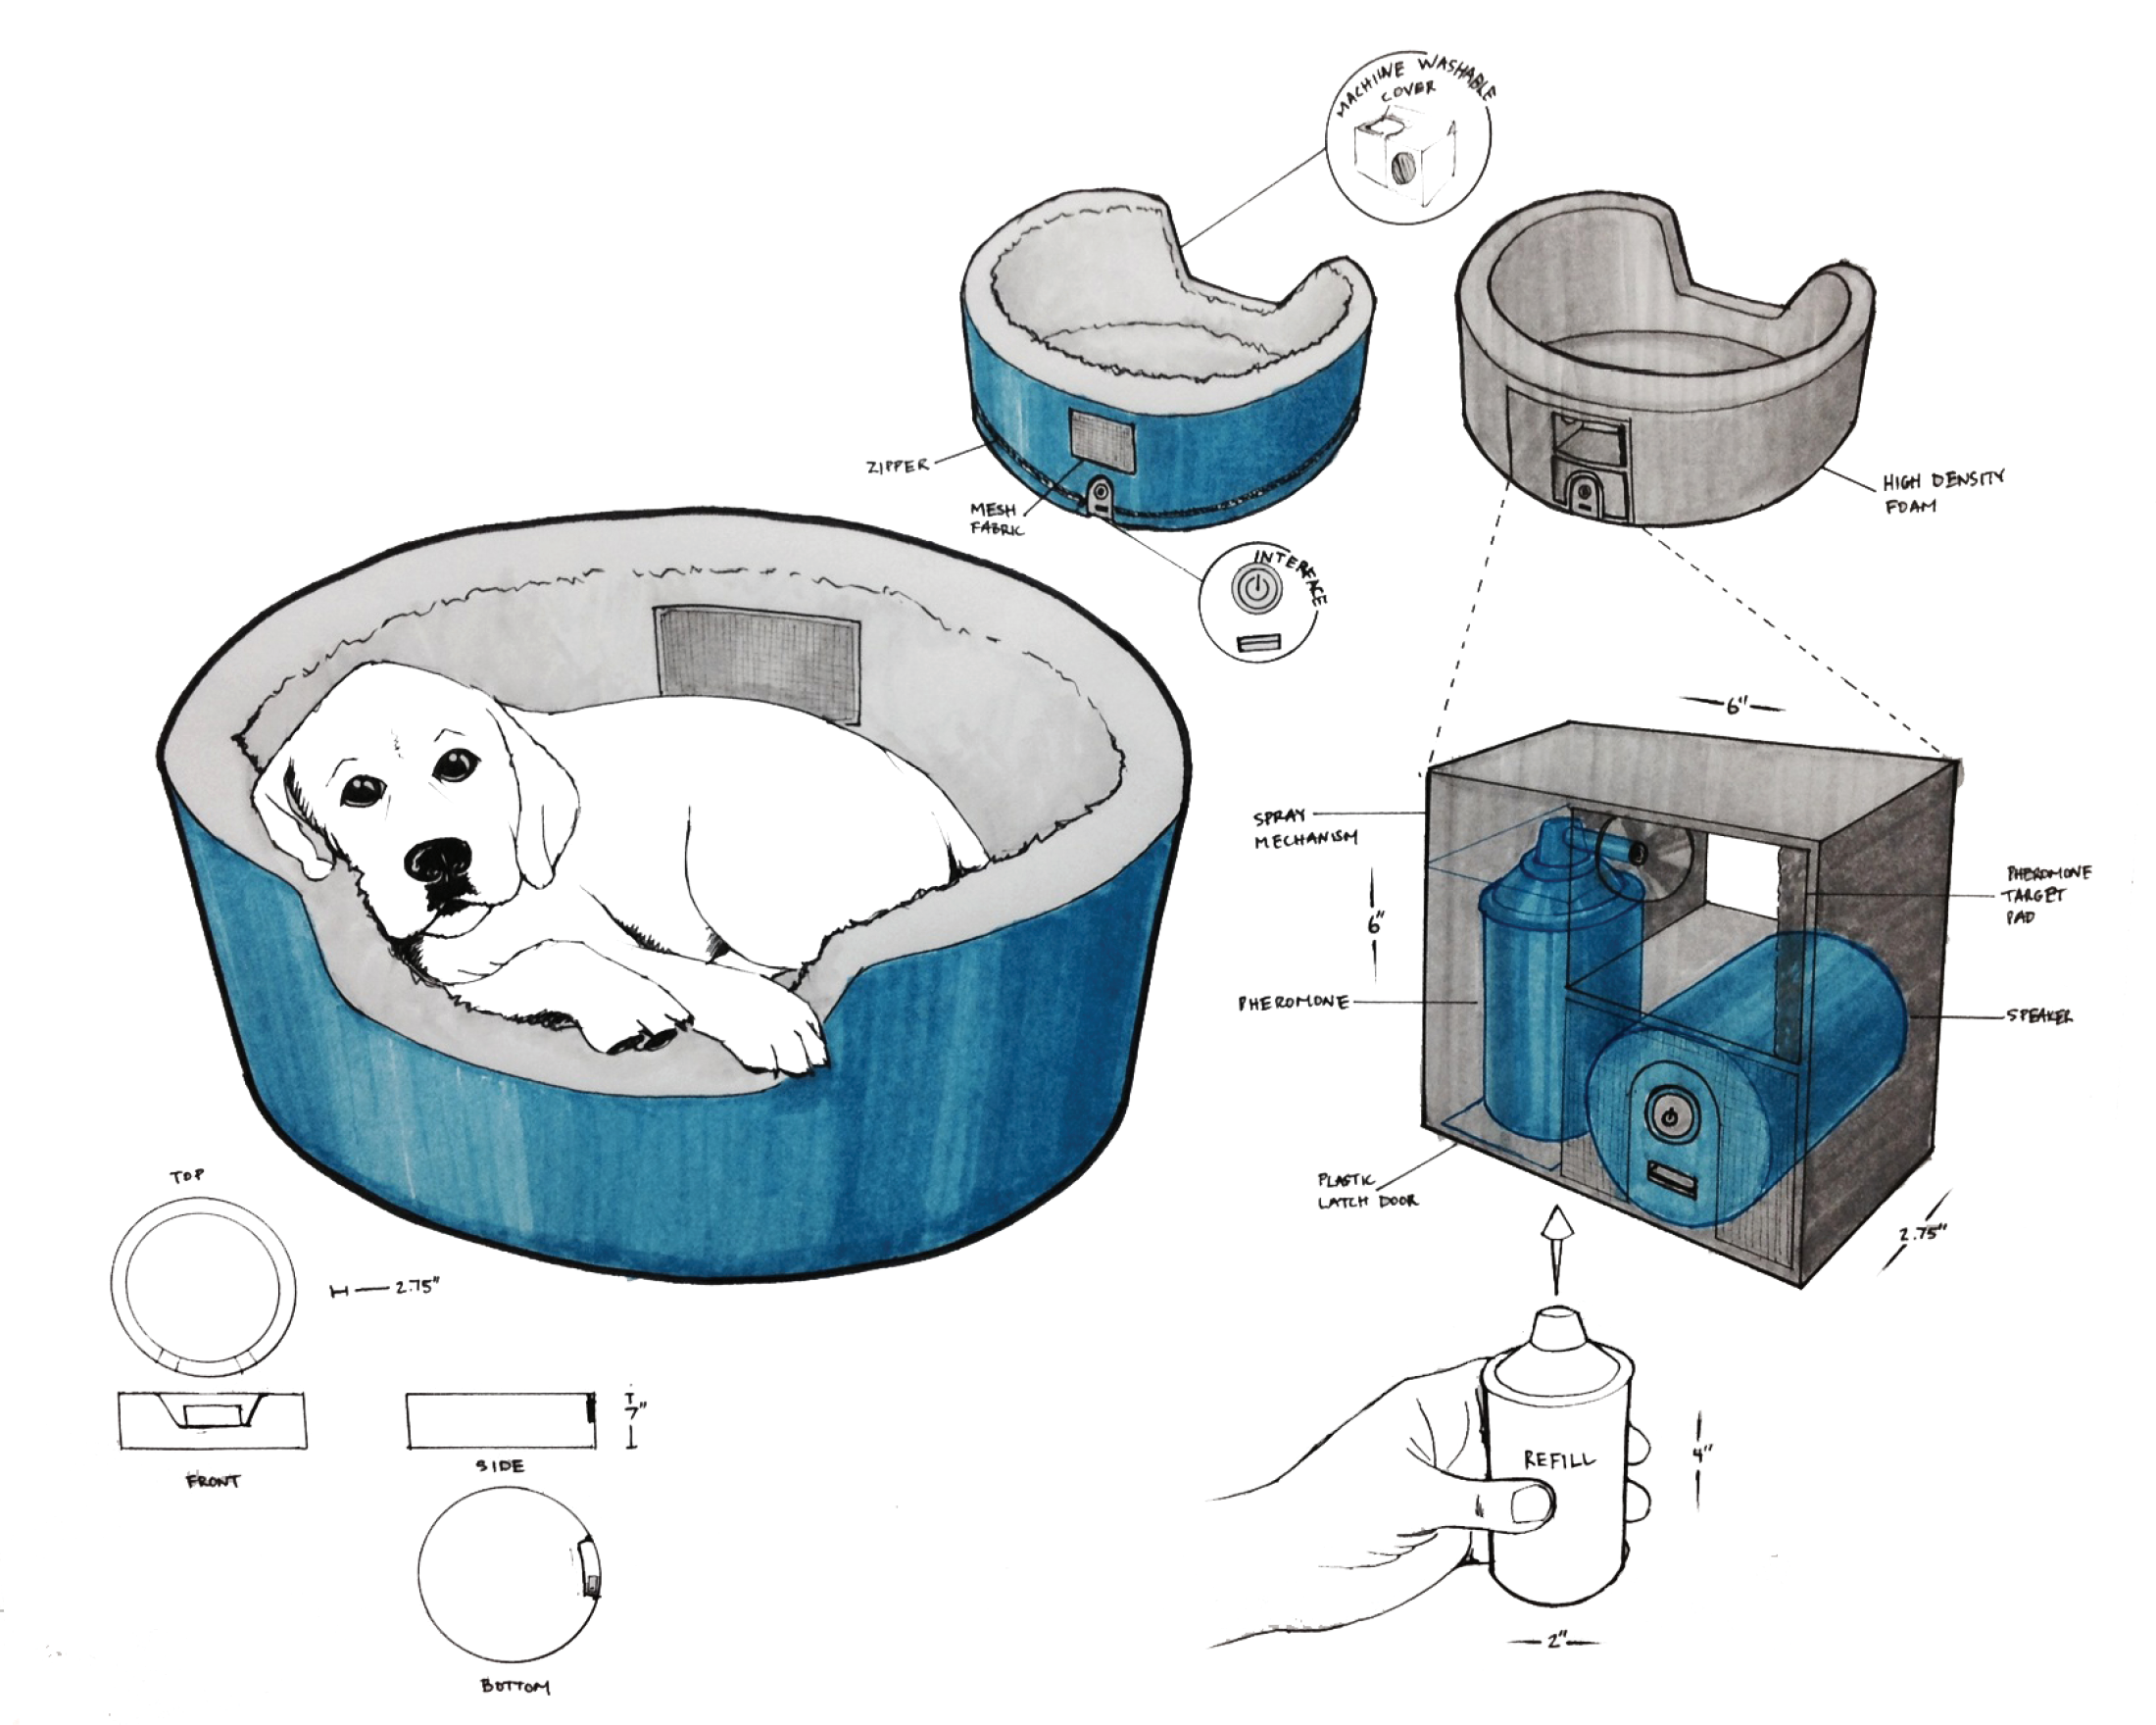 MACHIINE WASHABLE
COVER
ZIPPER
MESH
FABRIC
INTERFACE
HIGH DENSITY
FOAM
6"
SPRAY
MECHANISM
6"
PHEROMONE
TARGET
PAD
PHEROMONE
SPEAKER
PLASTIC
LATCH DOOR
2.75"
TOP
2.75"
7"
FRONT
SIDE
BOTTOM
REFILL
4"
2"